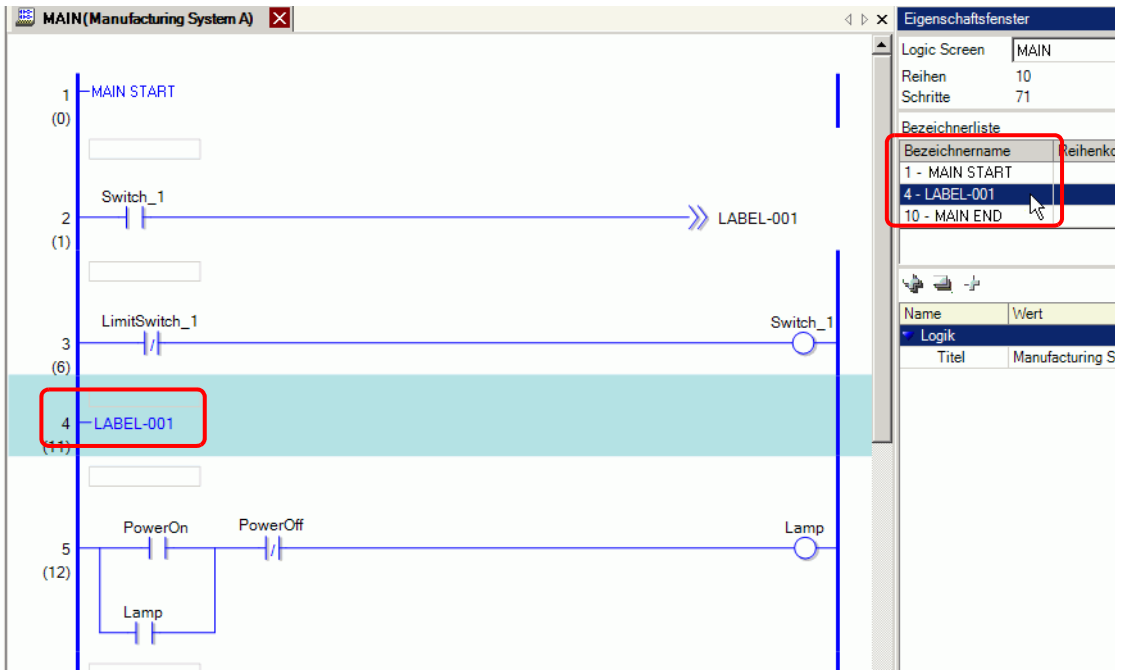 MAIN(Manufacturing System A)
1 MAIN START
(0)
Switch_1
2 LABEL-001
(1)
LimitSwitch_1 Switch_1
3
(6)
4 LABEL-001
(11)
PowerOn PowerOff Lamp
5
(12)
Lamp
Eigenschaftsfenster
Logic Screen MAIN
Reihen 10
Schritte 71
Bezeichnerliste
Bezeichnername Reihenko
1 - MAIN START
4 - LABEL-001
10 - MAIN END
Name Wert
Logik
Titel Manufacturing S